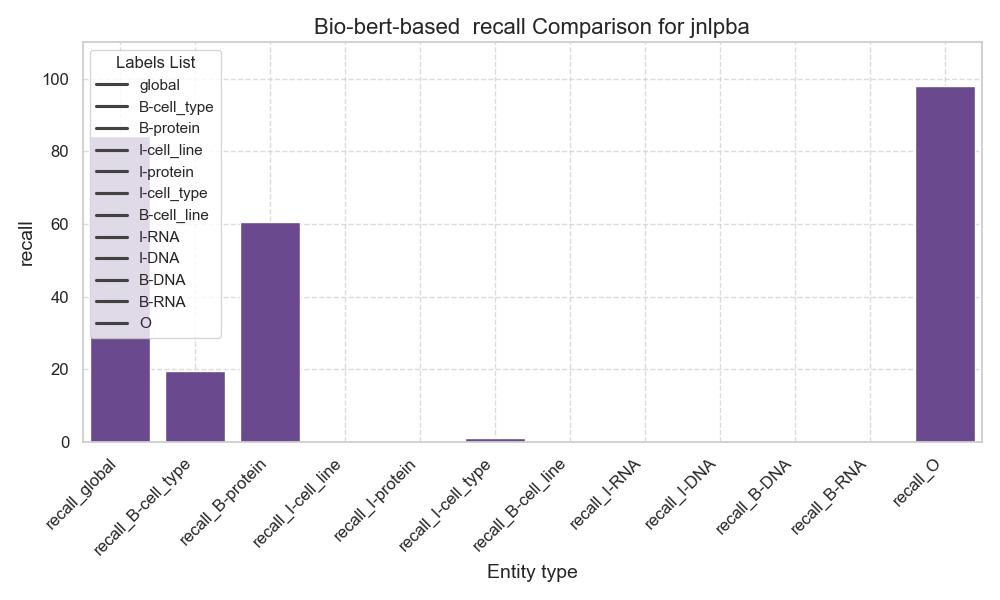 Bio-bert-based  recall Comparison for jnlpba
recall
100
80
60
40
20
0
Labels List
global
B-cell_type
B-protein
I-cell_line
I-protein
I-cell_type
B-cell_line
I-RNA
I-DNA
B-DNA
B-RNA
O
recall_global
recall_B-cell_type
recall_B-protein
recall_I-cell_line
recall_I-protein
recall_I-cell_type
recall_B-cell_line
recall_I-RNA
recall_I-DNA
recall_B-DNA
recall_B-RNA
recall_O
Entity type